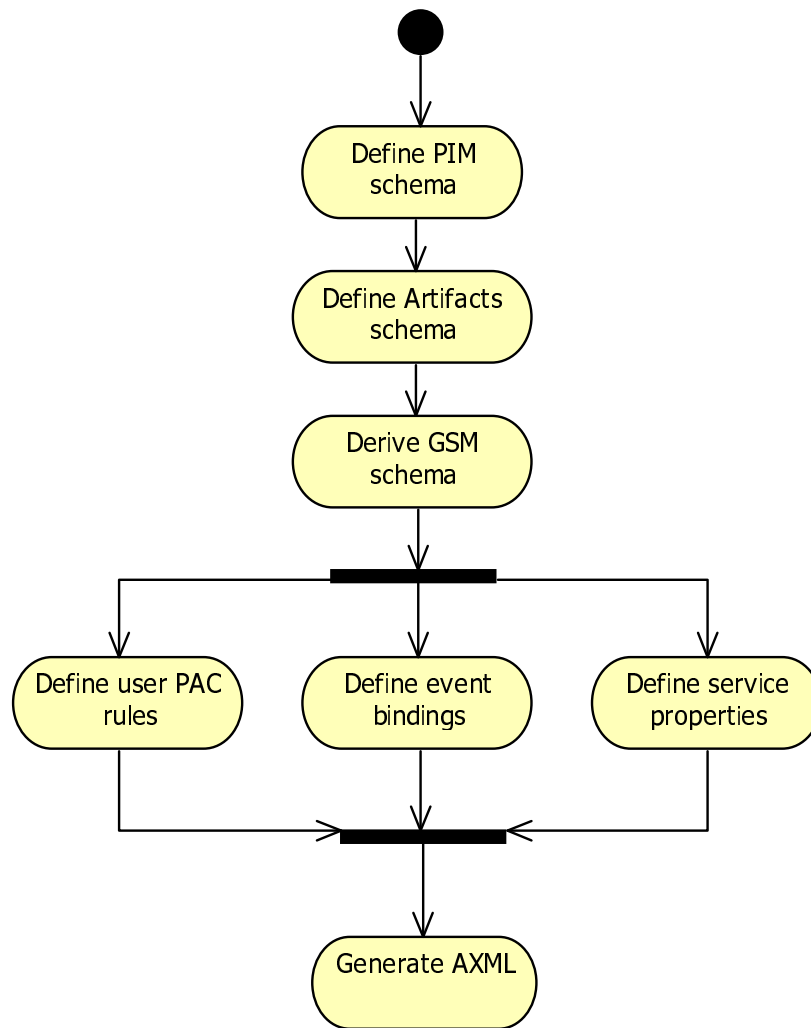 Define PIM
schema
Define Artifacts
schema
Derive GSM
schema
Define user PAC
rules
Define event
bindings
Define service
properties
Generate AXML